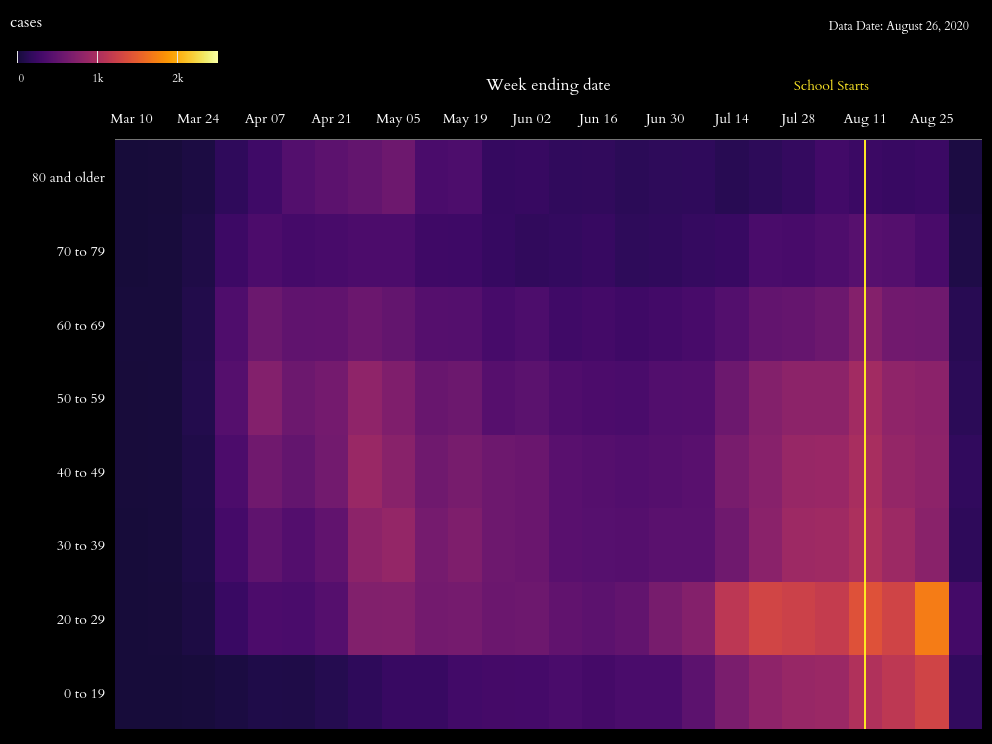 cases
Data Date: August 26, 2020
0 1k 2k
Week ending date
School Starts
Mar 10 Mar 24 Apr 07 Apr 21 May 05 May 19 Jun 02 Jun 16 Jun 30 Jul 14 Jul 28 Aug 11 Aug 25
80 and older
70 to 79
60 to 69
50 to 59
40 to 49
30 to 39
20 to 29
0 to 19